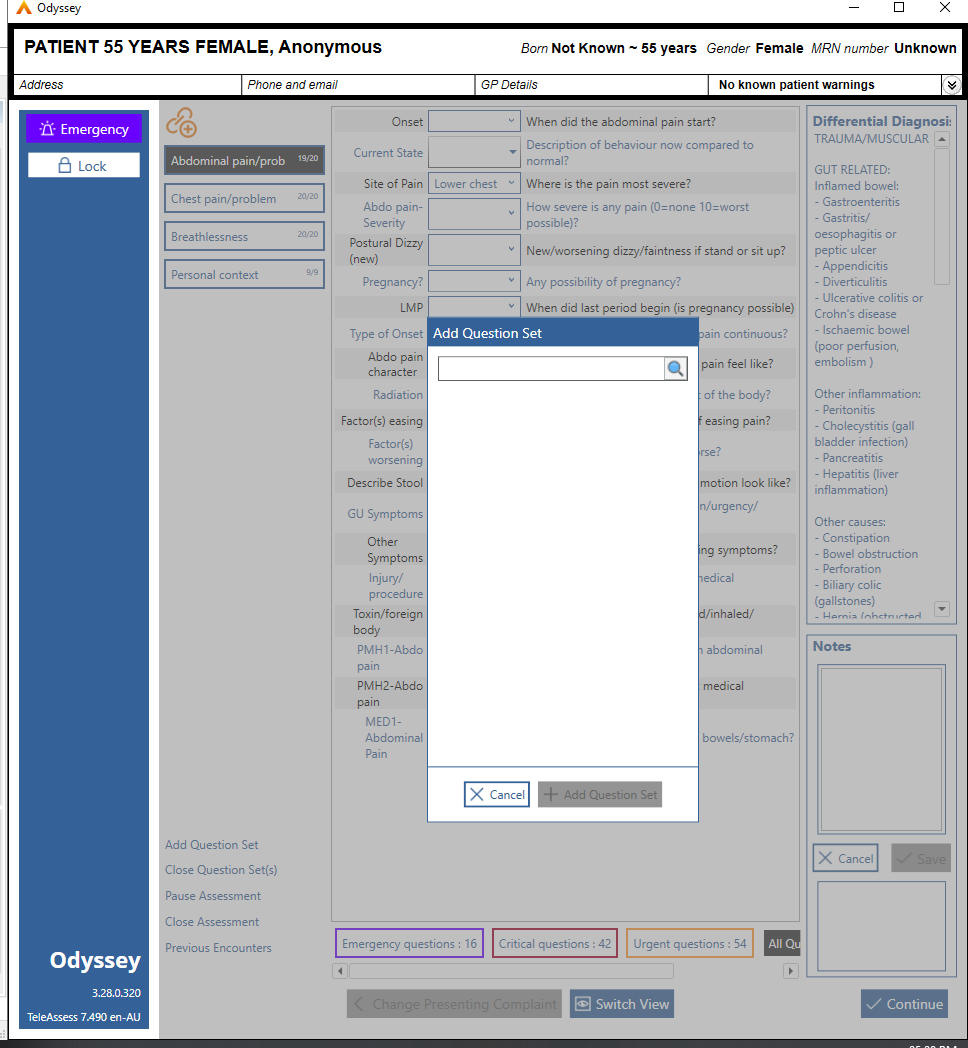 Odyssey
PATIENT 55 YEARS FEMALE, Anonymous
Born Not Known ~ 55 years Gender Female MRN number Unknown
Address
Phone and email
GP Details
No known patient warnings
Emergency
Lock
Abdominal pain/prob 19/20
Chest pain/problem 20/20
Breathlessness 20/20
Personal context 9/9
Onset When did the abdominal pain start?
Current State Description of behaviour now compared to
normal?
Site of Pain Lower chest Where is the pain most severe?
Abdo pain-
Severity
How severe is any pain (0=none 10=worst
possible)?
Postural Dizzy
(new)
New/worsening dizzy/faintness if stand or sit up?
Pregnancy? Any possibility of pregnancy?
LMP When did last period begin (is pregnancy possible)
Type of Onset pain continuous?
Abdo pain
character
pain feel like?
Radiation t of the body?
Factor(s) easing f easing pain?
Factor(s)
worsening
rse?
Describe Stool motion look like?
GU Symptoms n/urgency/
Other
Symptoms
ing symptoms?
Injury/
procedure
medical
Toxin/foreign
body
d/inhaled/
PMH1-Abdo
pain
n abdominal
PMH2-Abdo
pain
medical
MED1-
Abdominal
Pain
bowels/stomach?
Add Question Set
Cancel
Add Question Set
Differential Diagnosi
TRAUMA/MUSCULAR
GUT RELATED:
Inflamed bowel:
- Gastroenteritis
- Gastritis/
oesophagitis or
peptic ulcer
- Appendicitis
- Diverticulitis
- Ulcerative colitis or
Crohn's disease
- Ischaemic bowel
(poor perfusion,
embolism )
Other inflammation:
- Peritonitis
- Cholecystitis (gall
bladder infection)
- Pancreatitis
- Hepatitis (liver
inflammation)
Other causes:
- Constipation
- Bowel obstruction
- Perforation
- Biliary colic
(gallstones)
- Hernia (obstructed
Notes
Cancel
Save
Add Question Set
Close Question Set(s)
Pause Assessment
Close Assessment
Previous Encounters
Emergency questions : 16
Critical questions : 42
Urgent questions : 54
All Qu
Change Presenting Complaint
Switch View
Continue
Odyssey
3.28.0.320
TeleAssess 7.490 en-AU